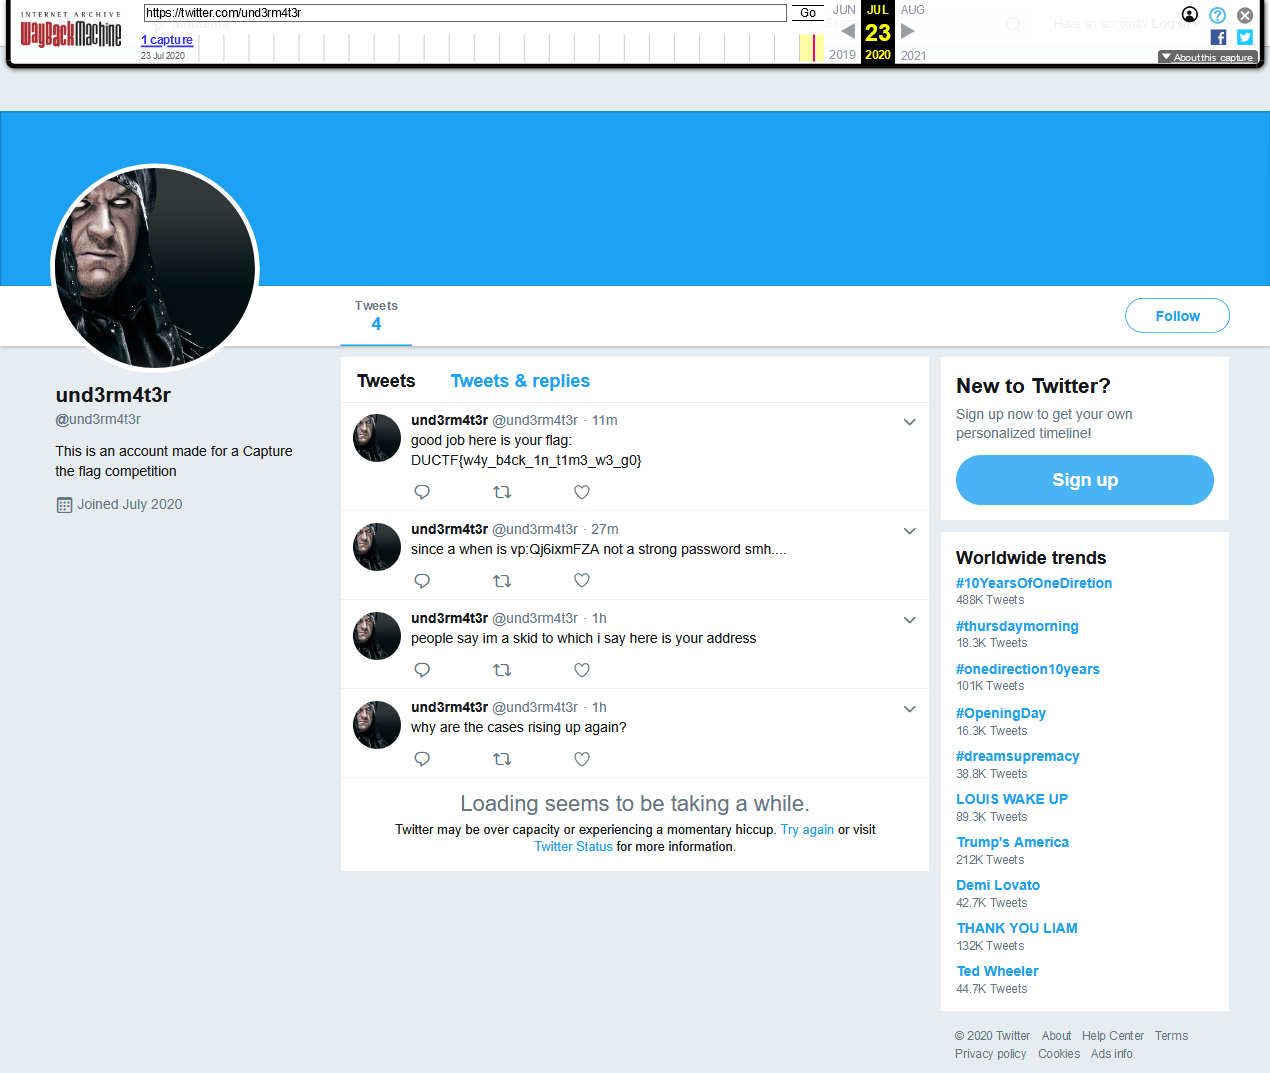 INTERNET ARCHIVE
WayBackMachine
https://twitter.com/und3rm4t3r
Go
JUN
JUL
AUG
Have an account? Log in
1 capture
23
23 Jul 2020
2019
2020
2021
About this capture
Tweets
4
Follow
und3rm4t3r
@und3rm4t3r
This is an account made for a Capture
the flag competition
Joined July 2020
Tweets
Tweets & replies
und3rm4t3r @und3rm4t3r · 11m
good job here is your flag:
DUCTF{w4y_b4ck_1n_t1m3_w3_g0}
und3rm4t3r @und3rm4t3r · 27m
since a when is vp:Qj6ixmFZA not a strong password smh....
und3rm4t3r @und3rm4t3r · 1h
people say im a skid to which i say here is your address
und3rm4t3r @und3rm4t3r · 1h
why are the cases rising up again?
Loading seems to be taking a while.
Twitter may be over capacity or experiencing a momentary hiccup. Try again or visit
Twitter Status for more information.
New to Twitter?
Sign up now to get your own
personalized timeline!
Sign up
Worldwide trends
#10YearsOfOneDiretion
488K Tweets
#thursdaymorning
18.3K Tweets
#onedirection10years
101K Tweets
#OpeningDay
16.3K Tweets
#dreamsupremacy
38.8K Tweets
LOUIS WAKE UP
89.3K Tweets
Trump's America
212K Tweets
Demi Lovato
42.7K Tweets
THANK YOU LIAM
132K Tweets
Ted Wheeler
44.7K Tweets
© 2020 Twitter About Help Center Terms
Privacy policy Cookies Ads info